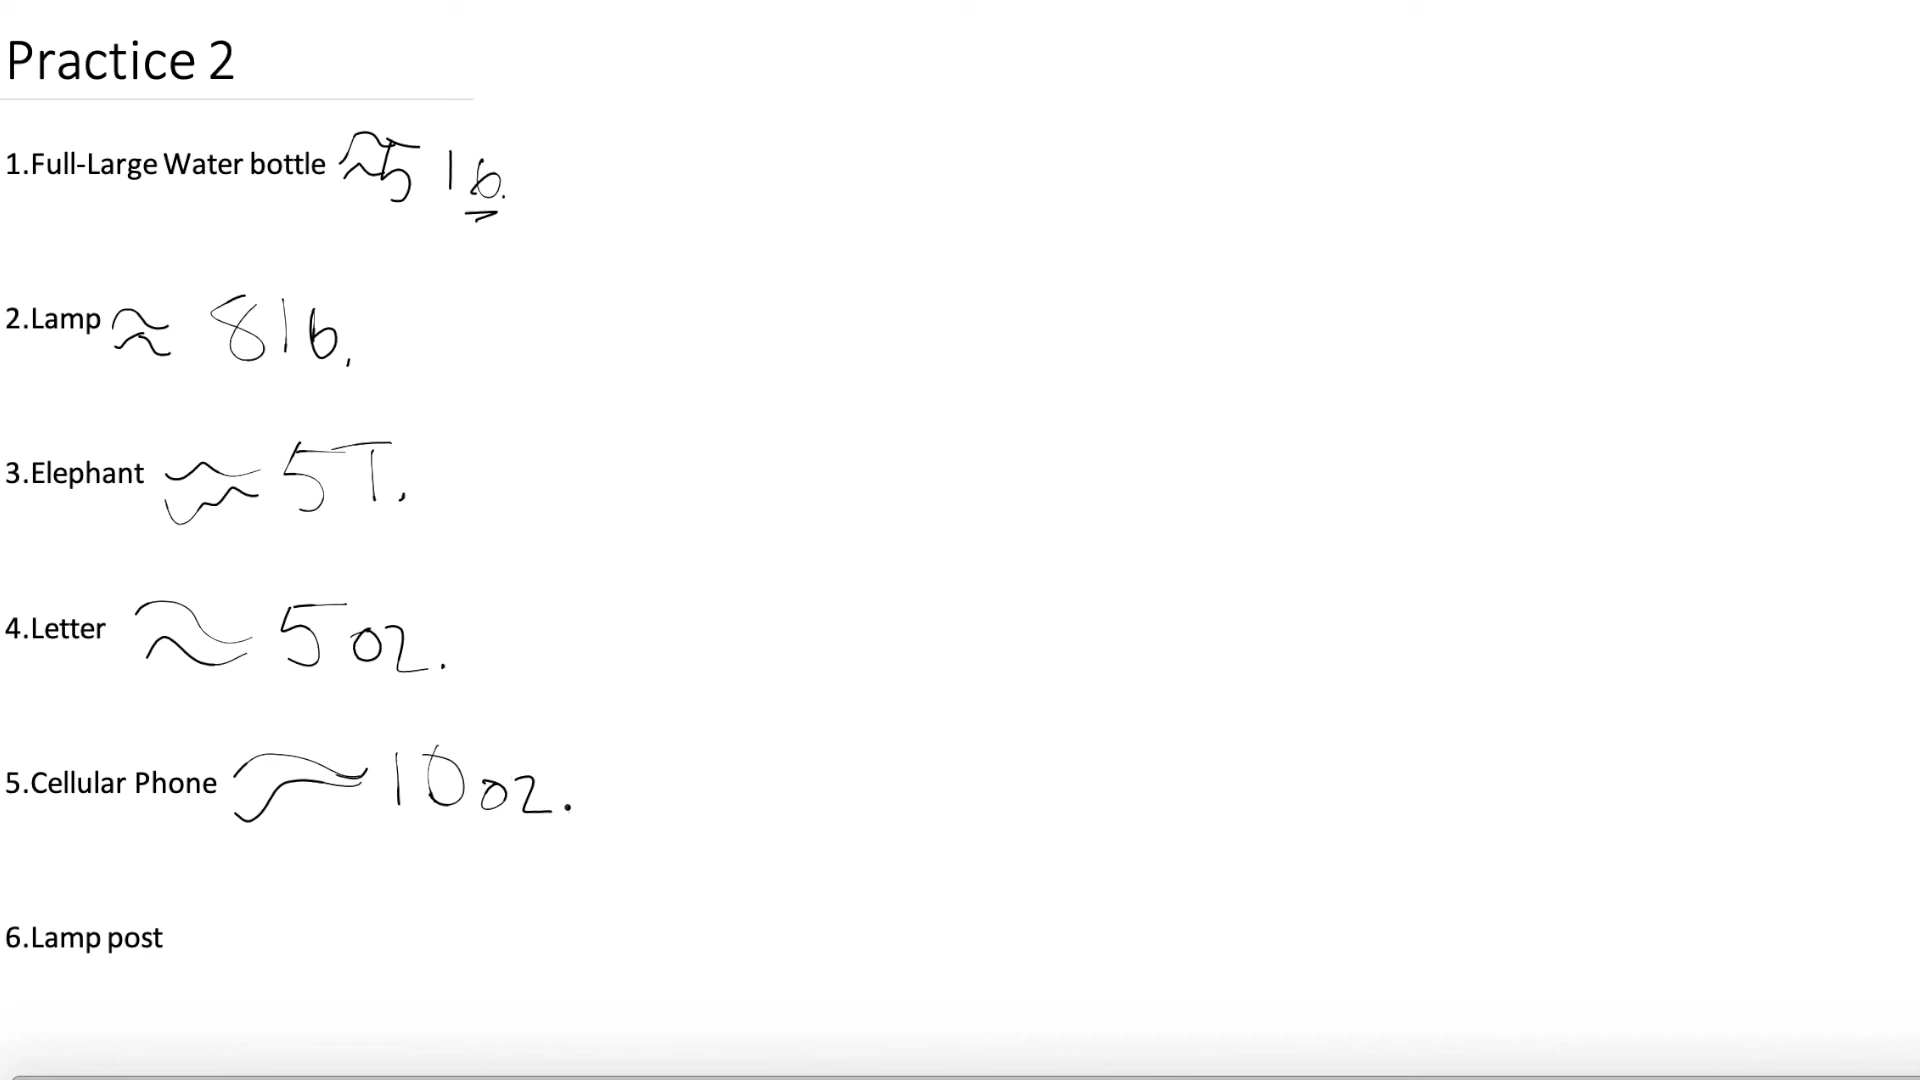 Practice 2
1.Full-Large Water bottle ≈ 5 lb.
2.Lamp ≈ 8 lb.
3.Elephant ≈ 5 T.
4.Letter ≈ 5 oz.
5.Cellular Phone ≈ 10 oz.
6.Lamp post